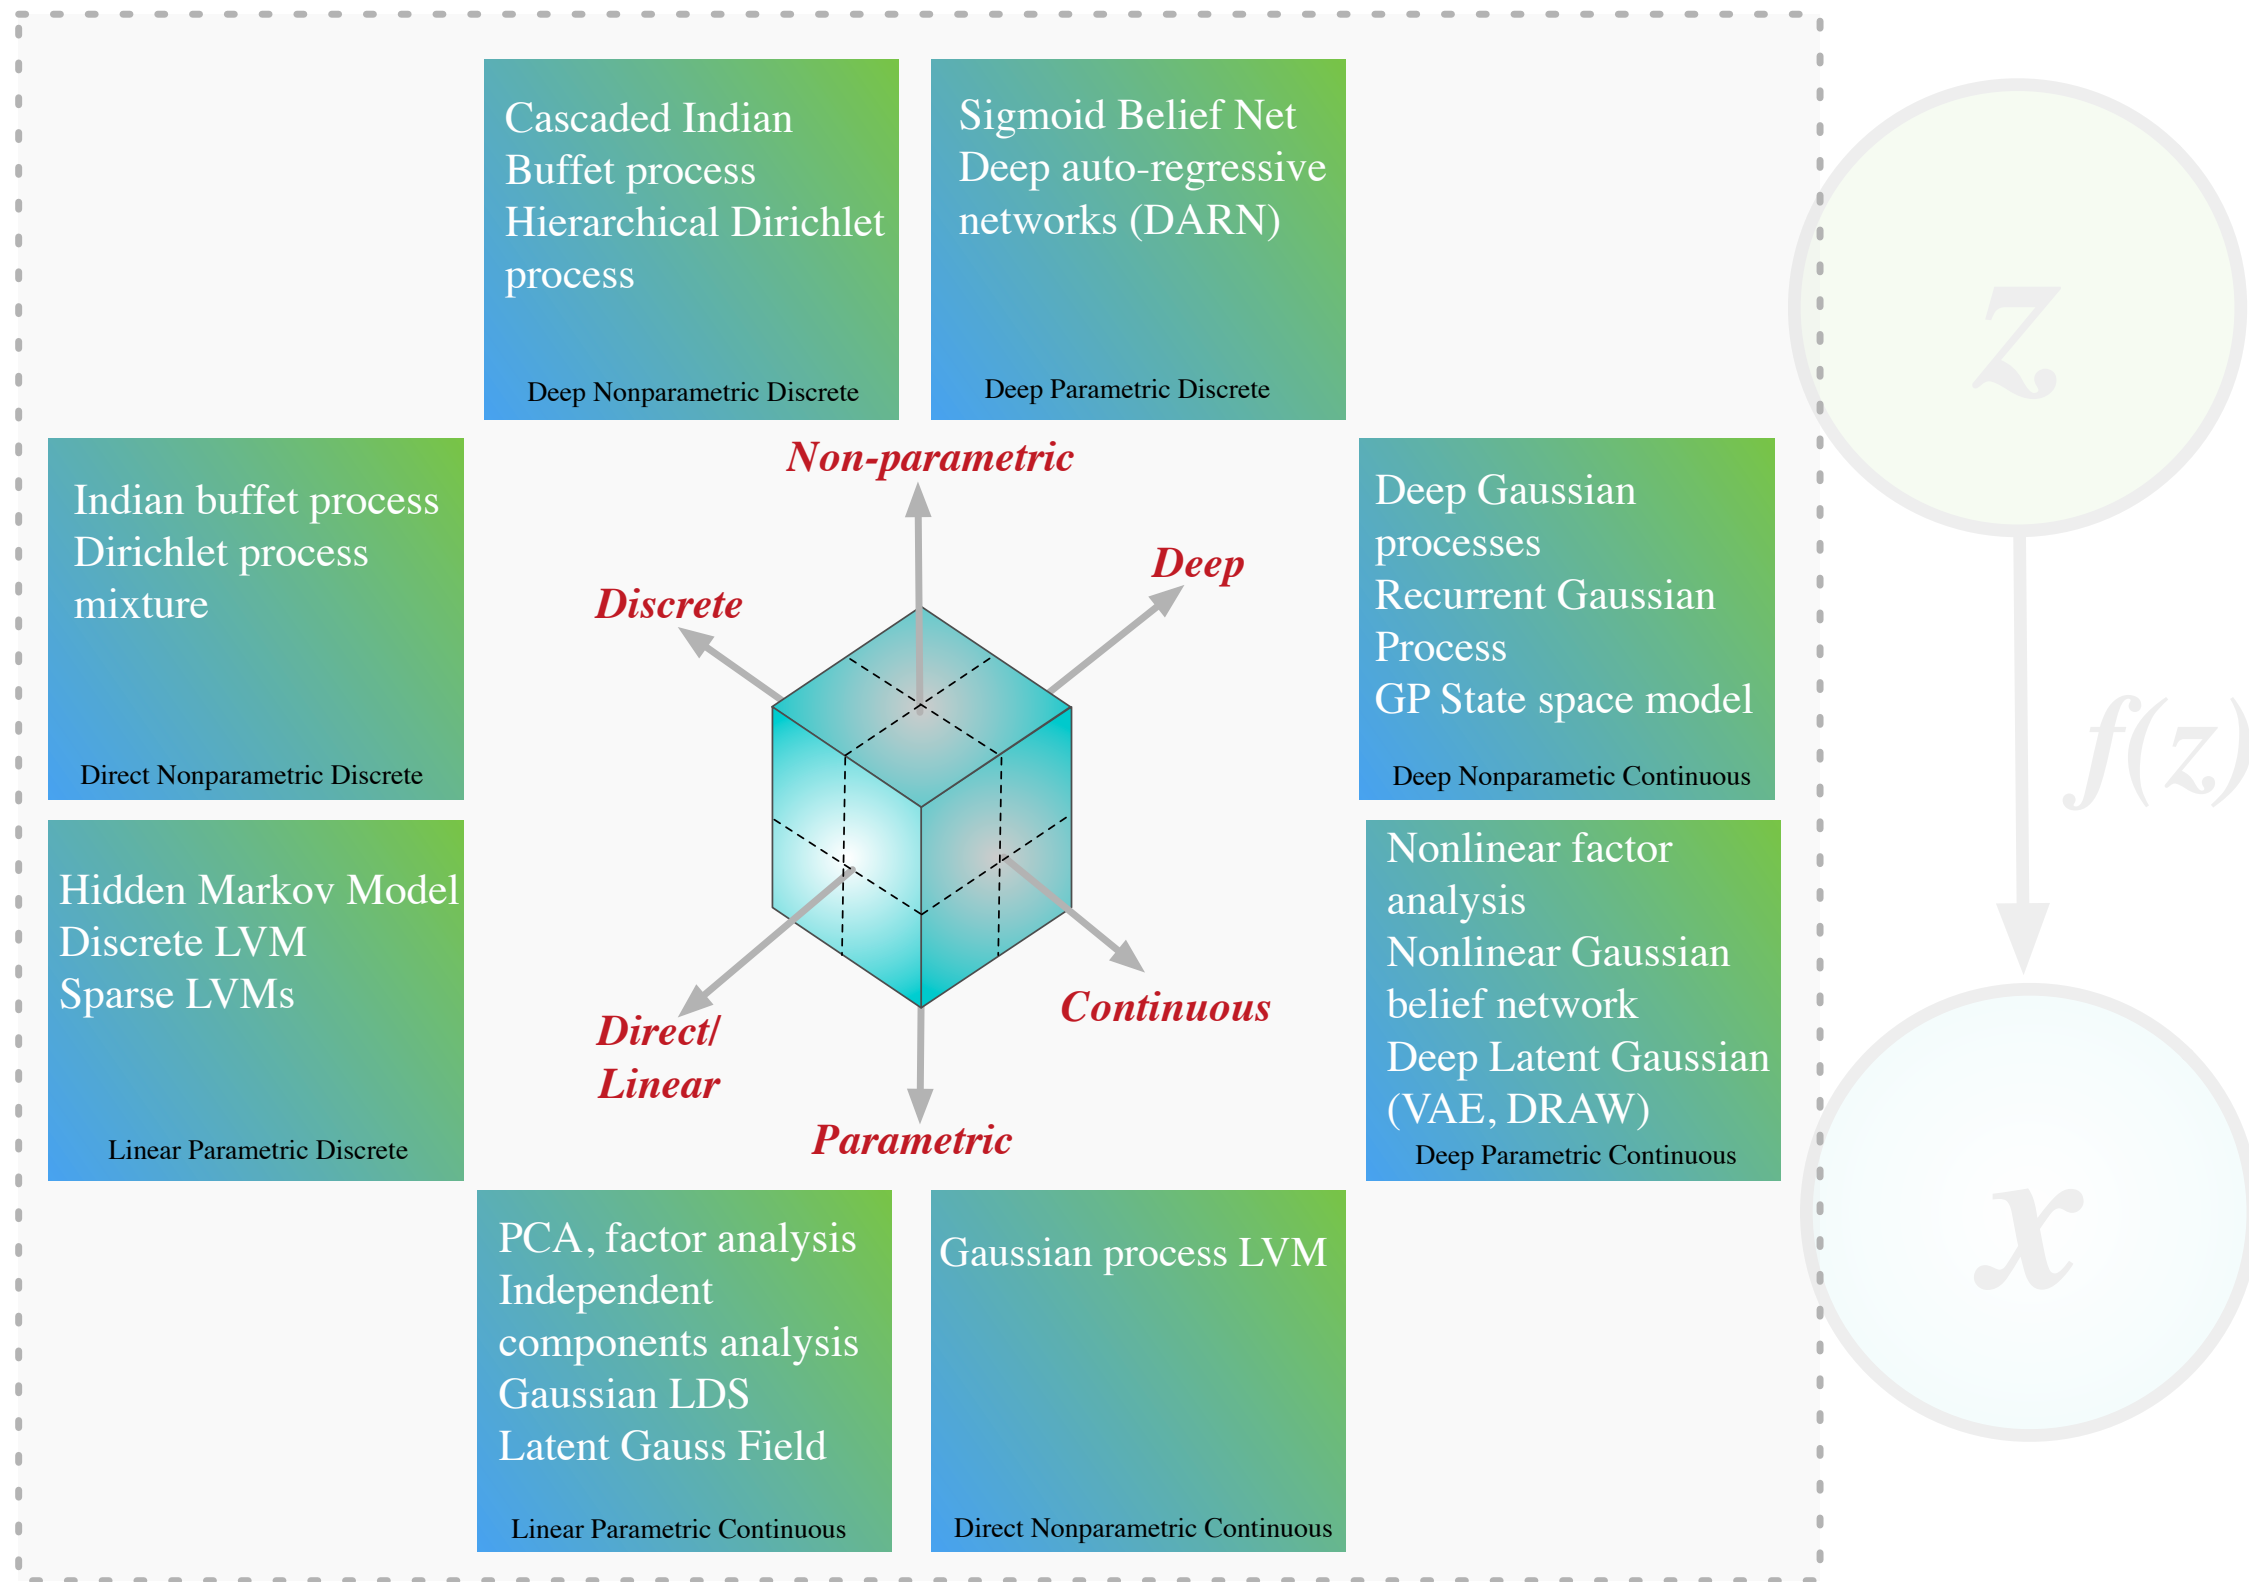 Cascaded Indian
Buffet process
Hierarchical Dirichlet
process
Deep Nonparametric Discrete
Sigmoid Belief Net
Deep auto-regressive
networks (DARN)
Deep Parametric Discrete
Indian buffet process
Dirichlet process
mixture
Direct Nonparametric Discrete
Non-parametric
Deep
Discrete
Direct/
Linear
Continuous
Parametric
Deep Gaussian
processes
Recurrent Gaussian
Process
GP State space model
Deep Nonparametic Continuous
Hidden Markov Model
Discrete LVM
Sparse LVMs
Linear Parametric Discrete
Nonlinear factor
analysis
Nonlinear Gaussian
belief network
Deep Latent Gaussian
(VAE, DRAW)
Deep Parametric Continuous
PCA, factor analysis
Independent
components analysis
Gaussian LDS
Latent Gauss Field
Linear Parametric Continuous
Gaussian process LVM
Direct Nonparametric Continuous
z
f(z)
x